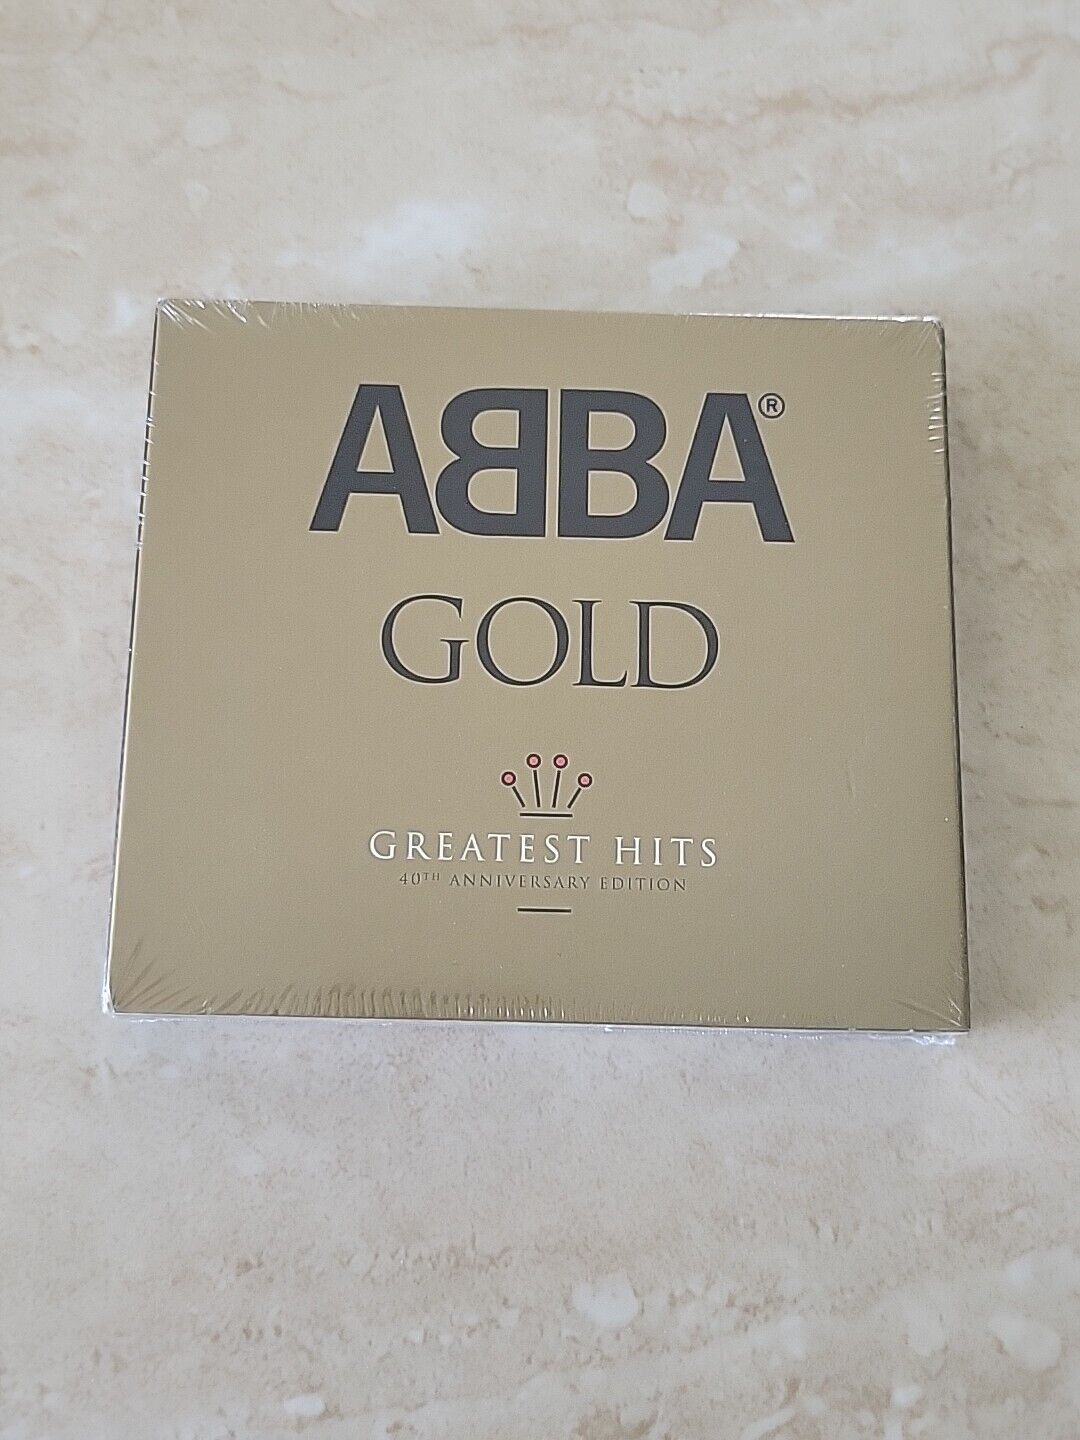 ABBA®
GOLD
GREATEST HITS
40TH ANNIVERSARY EDITION